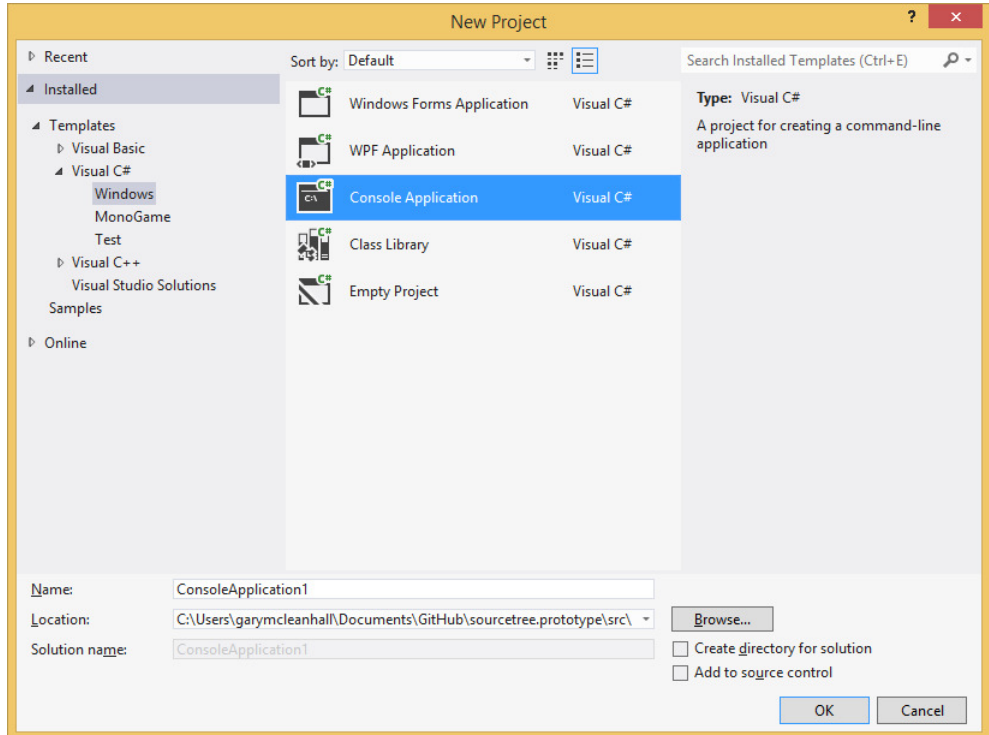 New Project
?
Recent
Installed
Templates
Visual Basic
Visual C#
Windows
MonoGame
Test
Visual C++
Visual Studio Solutions
Samples
Online
Sort by: Default
C# Windows Forms Application Visual C#
C# WPF Application Visual C#
C# C:\ Console Application Visual C#
C# Class Library Visual C#
C# Empty Project Visual C#
Search Installed Templates (Ctrl+E)
Type: Visual C#
A project for creating a command-line
application
Name: ConsoleApplication1
Location: C:\Users\garymcleanhall\Documents\GitHub\sourcetree.prototype\src\ Browse...
Solution name: ConsoleApplication1
Create directory for solution
Add to source control
OK Cancel